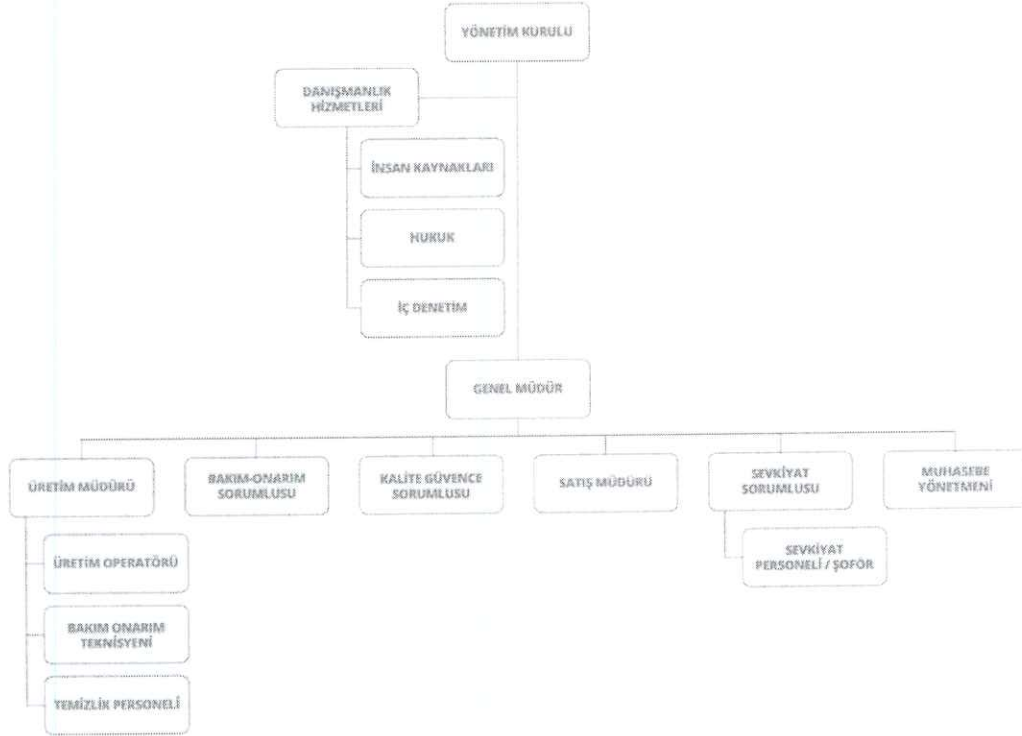 YÖNETİM KURULU
DANIŞMANLIK
HİZMETLERİ
İNSAN KAYNAKLARI
HUKUK
İÇ DENETİM
GENEL MÜDÜR
ÜRETİM MÜDÜRÜ
BAKIM-ONARIM
SORUMLUSU
KALİTE GÜVENCE
SORUMLUSU
SATIŞ MÜDÜRÜ
SEVKİYAT
SORUMLUSU
MUHASEBE
YÖNETMENİ
ÜRETİM OPERATÖRÜ
BAKIM ONARIM
TEKNİSYENİ
TEMİZLİK PERSONELİ
SEVKİYAT
PERSONELİ / ŞOFÖR